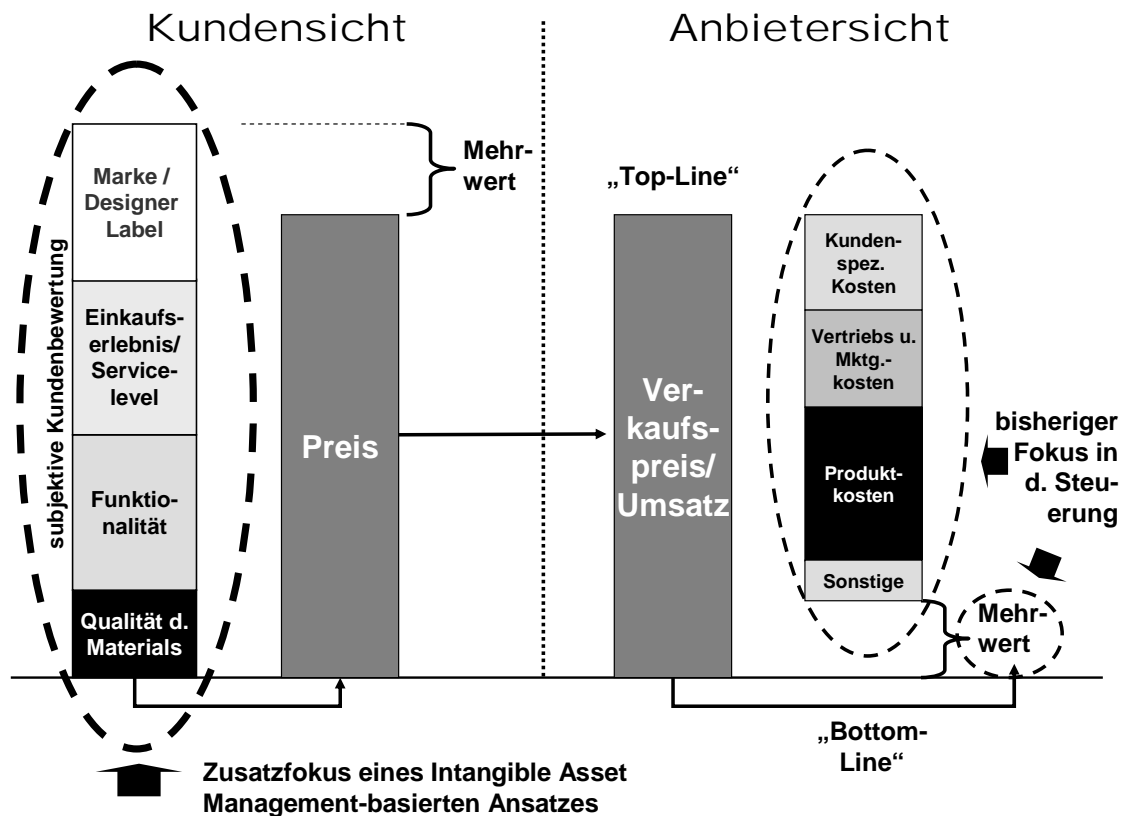 Kundensicht
Anbietersicht
subjektive Kundenbewertung
Marke /
Designer
Label
Einkaufs-
erlebnis/
Service-
level
Funktio-
nalität
Qualität d.
Materials
Preis
Mehr-
wert
„Top-Line“
Ver-
kaufs-
preis/
Umsatz
Kunden-
spez.
Kosten
Vertriebs u.
Mktg.-
kosten
Produkt-
kosten
Sonstige
bisheriger
Fokus in
d. Steu-
erung
Mehr-
wert
„Bottom-
Line“
Zusatzfokus eines Intangible Asset
Management-basierten Ansatzes